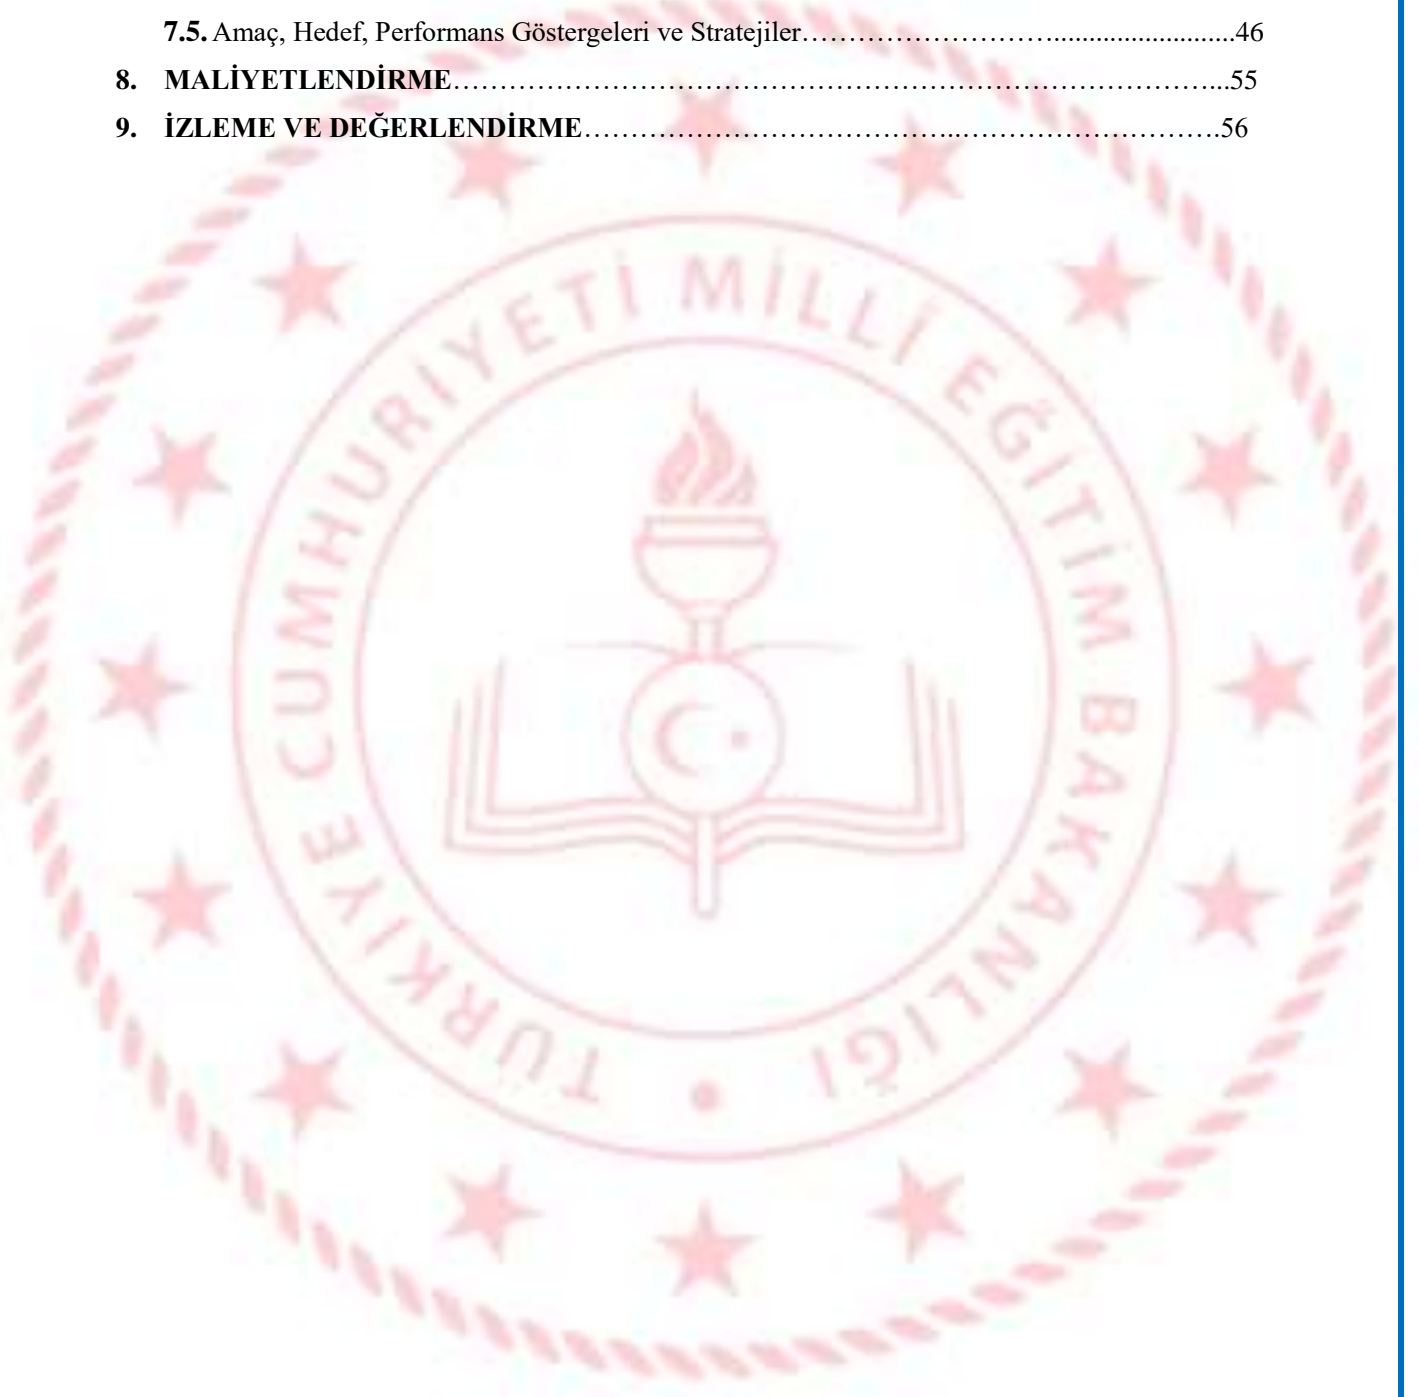 7.5. Amaç, Hedef, Performans Göstergeleri ve Stratejiler……………………….........................46
8. MALİYETLENDİRME………………………………………………………………………...55
9. İZLEME VE DEĞERLENDİRME…………………………………..……………………….56
TÜRKİYE CUMHURİYETİ MİLLİ EĞİTİM BAKANLIĞI